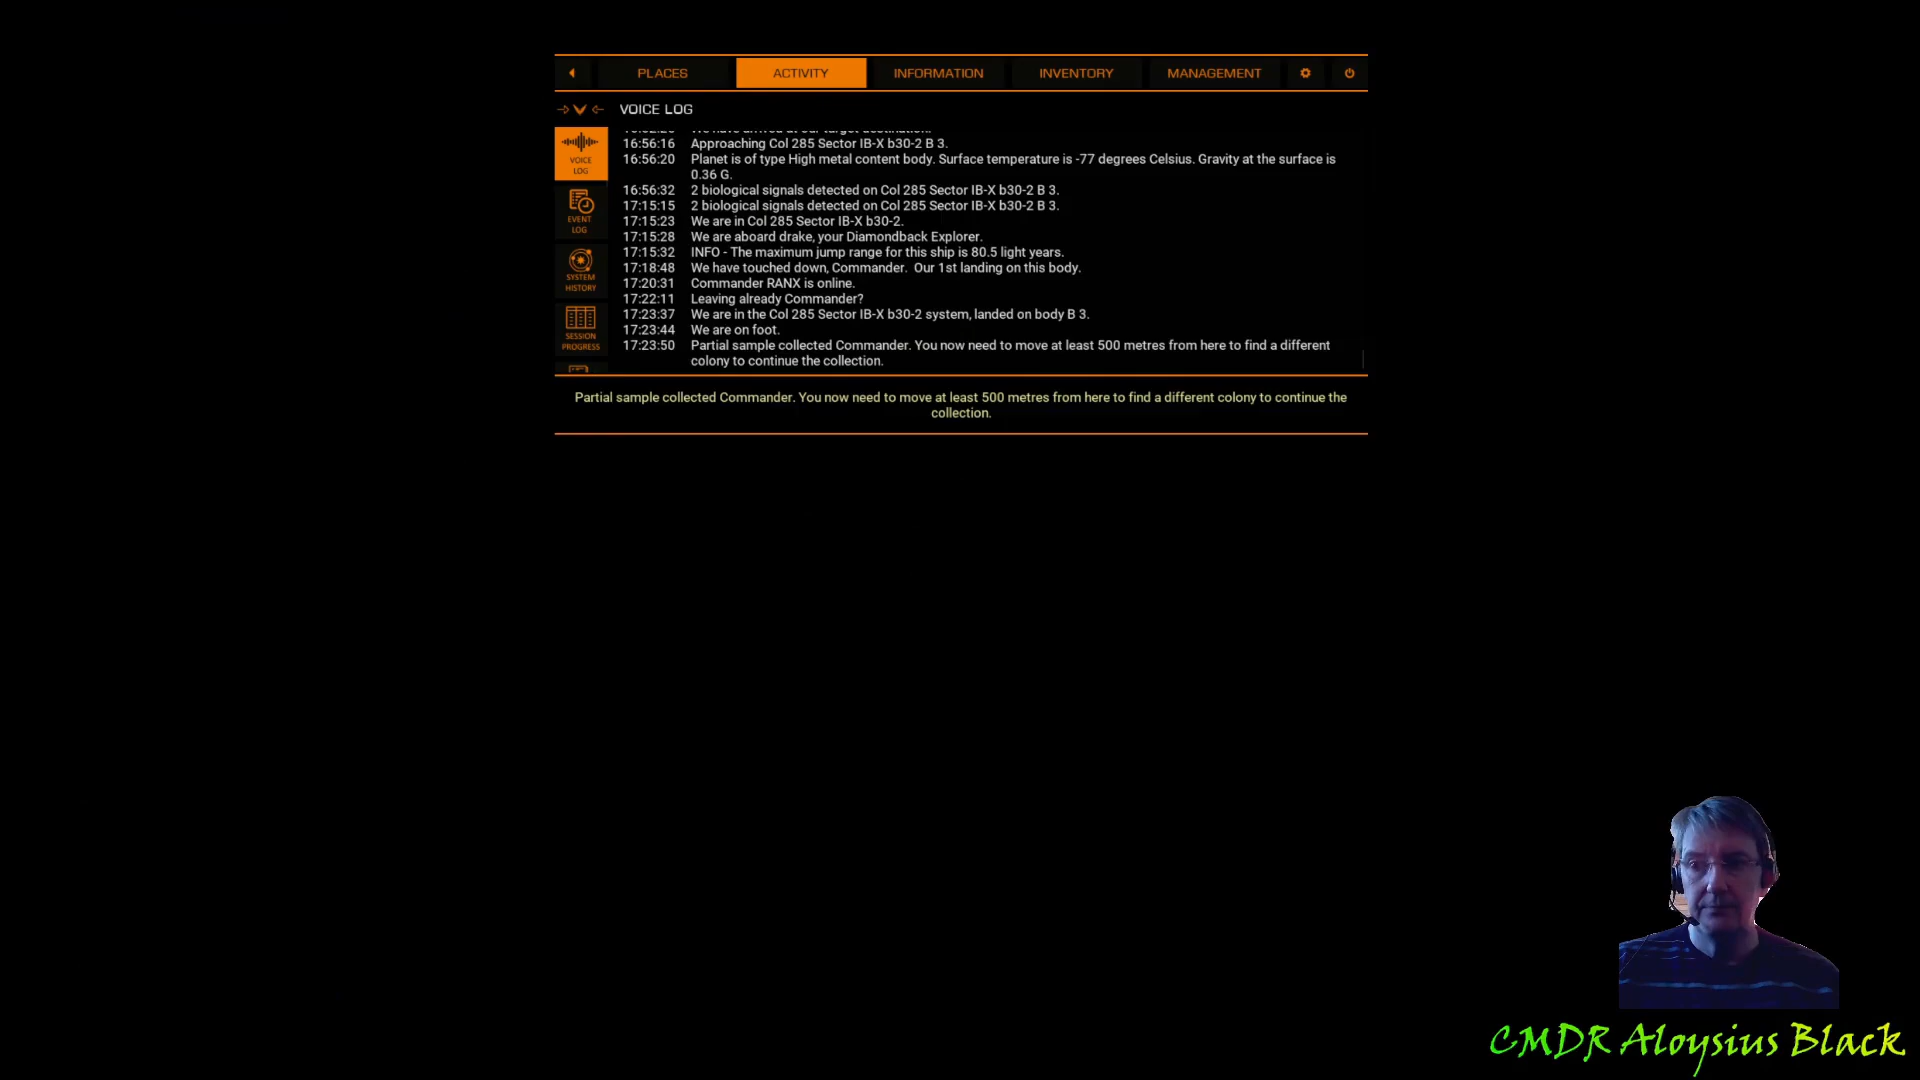 PLACES ACTIVITY INFORMATION INVENTORY MANAGEMENT
VOICE LOG
VOICE
LOG
EVENT
LOG
SYSTEM
HISTORY
SESSION
PROGRESS
We have arrived at our target destination.
16:56:16 Approaching Col 285 Sector IB-X b30-2 B 3.
16:56:20 Planet is of type High metal content body. Surface temperature is -77 degrees Celsius. Gravity at the surface is
0.36 G.
16:56:32 2 biological signals detected on Col 285 Sector IB-X b30-2 B 3.
17:15:15 2 biological signals detected on Col 285 Sector IB-X b30-2 B 3.
17:15:23 We are in Col 285 Sector IB-X b30-2.
17:15:28 We are aboard drake, your Diamondback Explorer.
17:15:32 INFO - The maximum jump range for this ship is 80.5 light years.
17:18:48 We have touched down, Commander.  Our 1st landing on this body.
17:20:31 Commander RANX is online.
17:22:11 Leaving already Commander?
17:23:37 We are in the Col 285 Sector IB-X b30-2 system, landed on body B 3.
17:23:44 We are on foot.
17:23:50 Partial sample collected Commander. You now need to move at least 500 metres from here to find a different
colony to continue the collection.
Partial sample collected Commander. You now need to move at least 500 metres from here to find a different colony to continue the
collection.
CMDR Aloysius Black